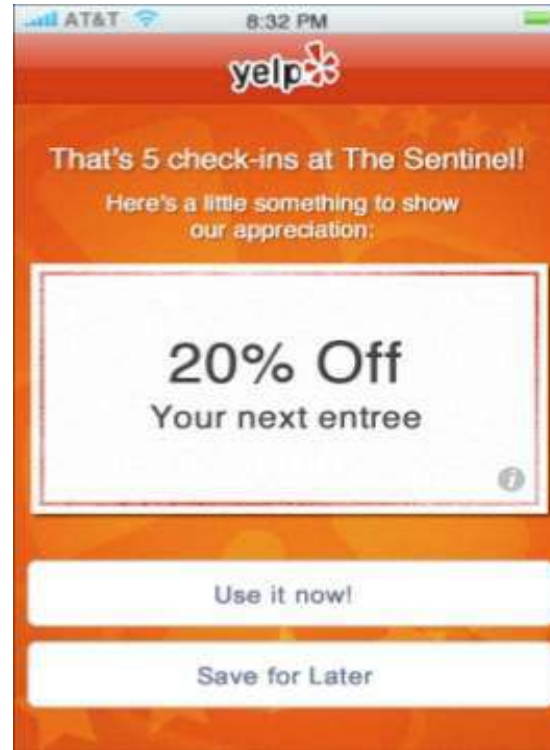 AT&T 8:32 PM
yelp
That's 5 check-ins at The Sentinel!
Here's a little something to show
our appreciation:
20% Off
Your next entree
i
Use it now!
Save for Later